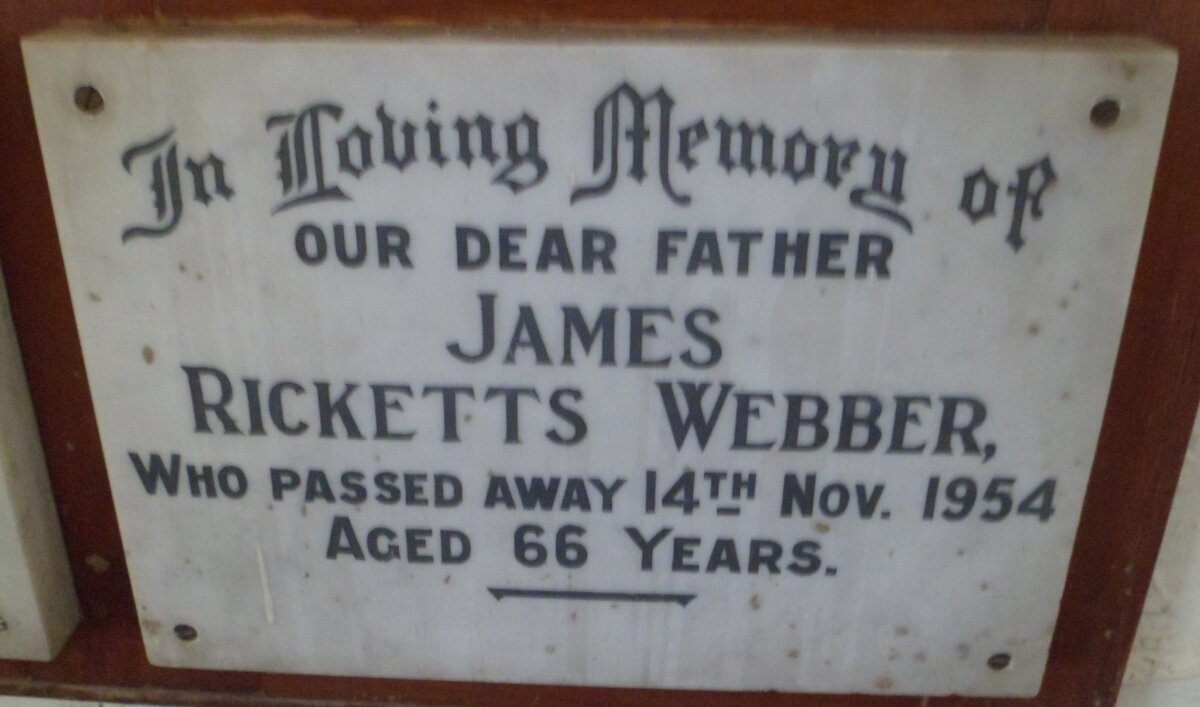 In Loving Memory of
OUR DEAR FATHER
JAMES
RICKETTS WEBBER,
WHO PASSED AWAY 14TH NOV. 1954
AGED 66 YEARS.